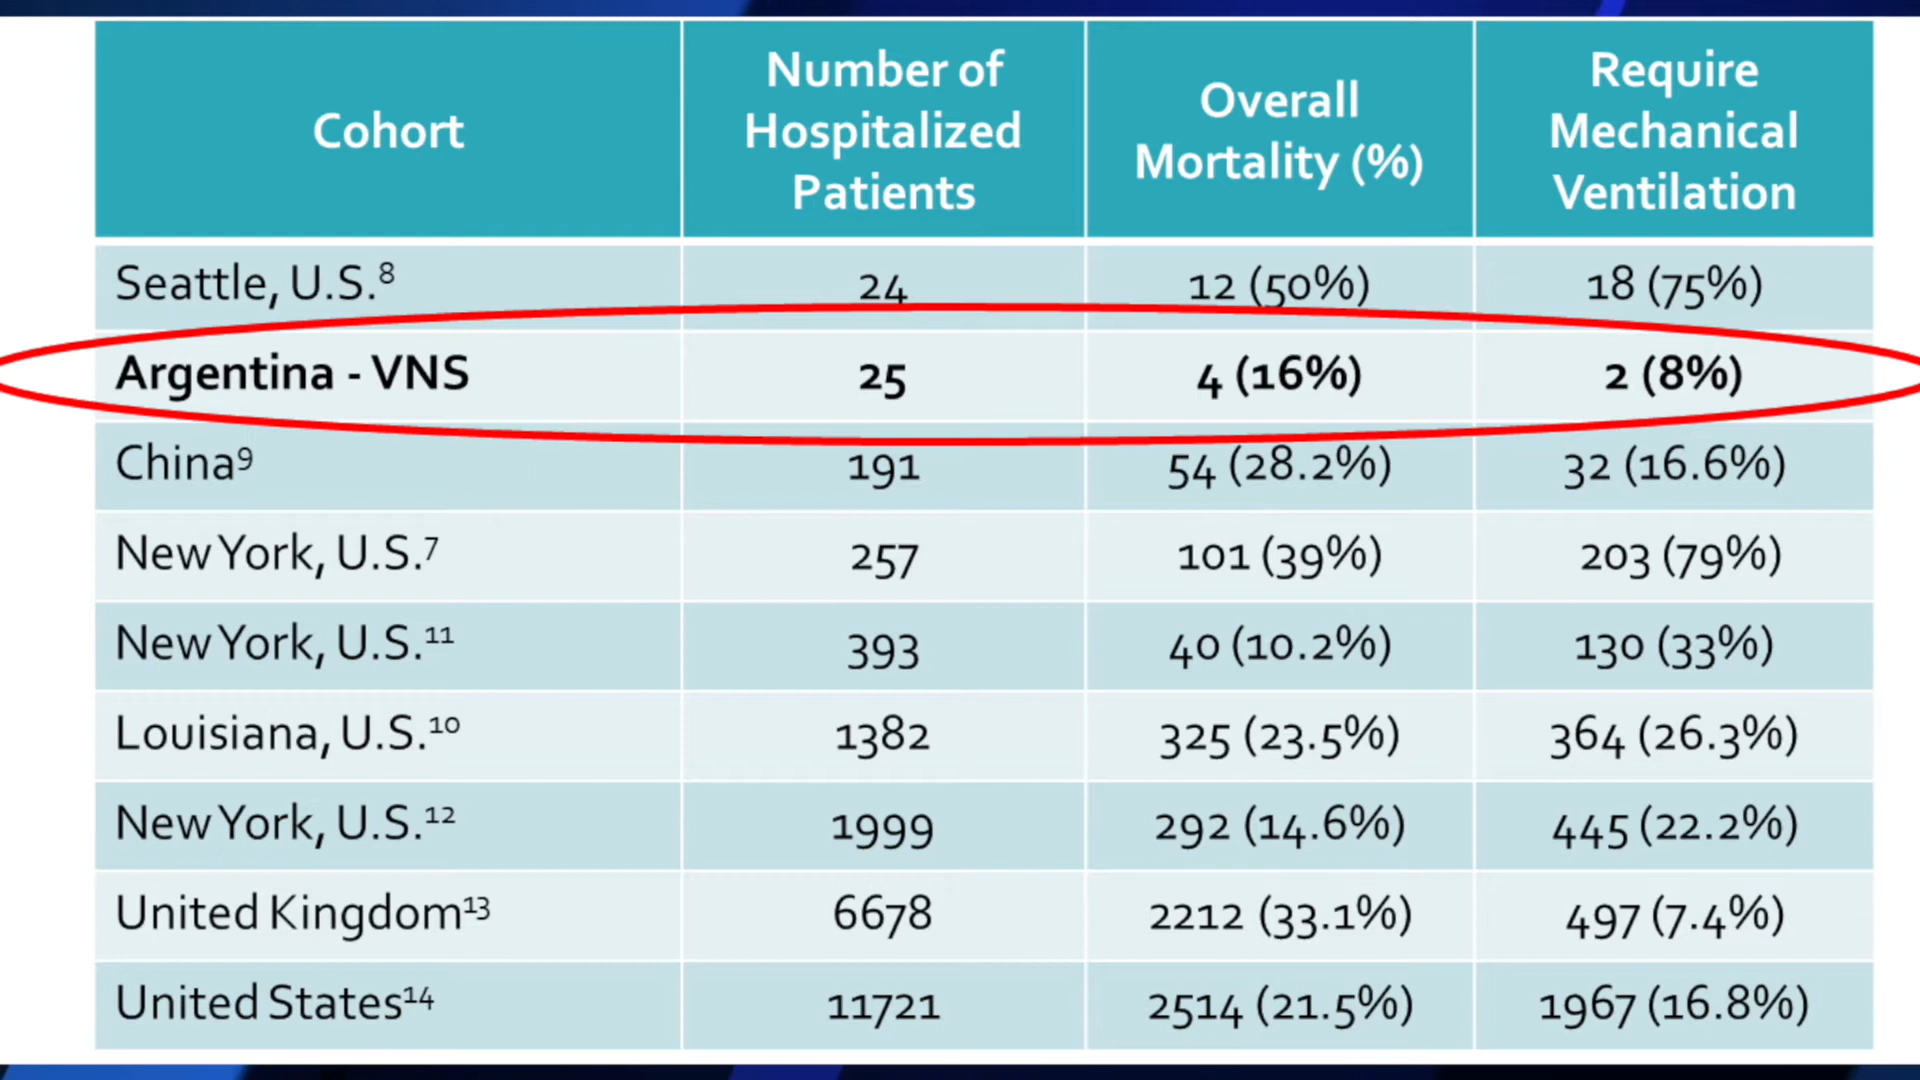 Cohort
Number of
Hospitalized
Patients
Overall
Mortality (%)
Require
Mechanical
Ventilation
Seattle, U.S.⁸ 24 12 (50%) 18 (75%)
Argentina - VNS 25 4 (16%) 2 (8%)
China⁹ 191 54 (28.2%) 32 (16.6%)
New York, U.S.⁷ 257 101 (39%) 203 (79%)
New York, U.S.¹¹ 393 40 (10.2%) 130 (33%)
Louisiana, U.S.¹⁰ 1382 325 (23.5%) 364 (26.3%)
New York, U.S.¹² 1999 292 (14.6%) 445 (22.2%)
United Kingdom¹³ 6678 2212 (33.1%) 497 (7.4%)
United States¹⁴ 11721 2514 (21.5%) 1967 (16.8%)